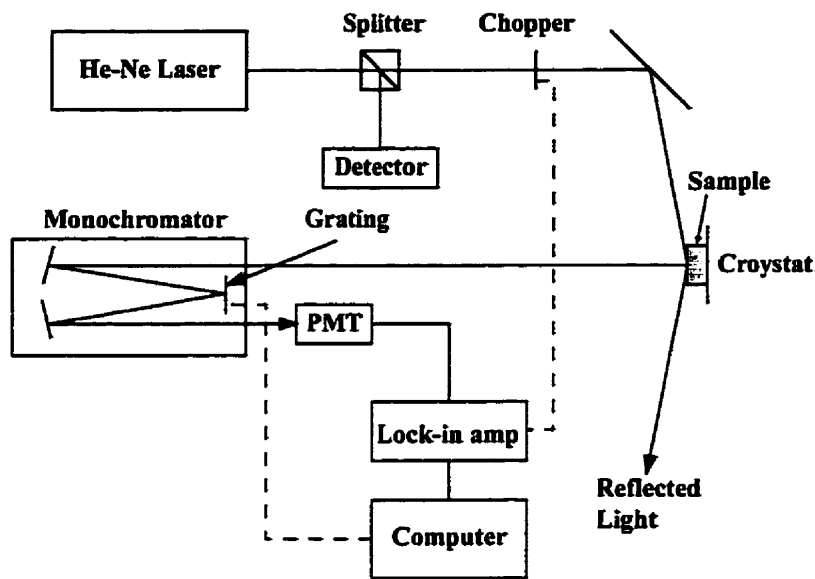 Splitter
Chopper
He-Ne Laser
Detector
Sample
Monochromator
Grating
Croystat
PMT
Lock-in amp
Reflected
Light
Computer